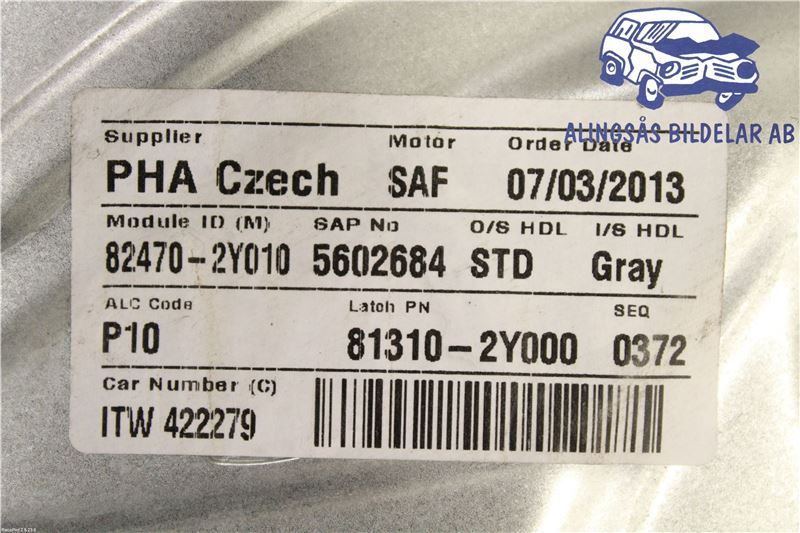 ALINGSÅS BILDELAR AB
Supplier Motor Order Date
PHA Czech SAF 07/03/2013
Module ID (M) SAP No O/S HDL I/S HDL
82470-2Y010 5602684 STD Gray
ALC Code Latch PN SEQ
P10 81310-2Y000 0372
Car Number (C)
ITW 422279